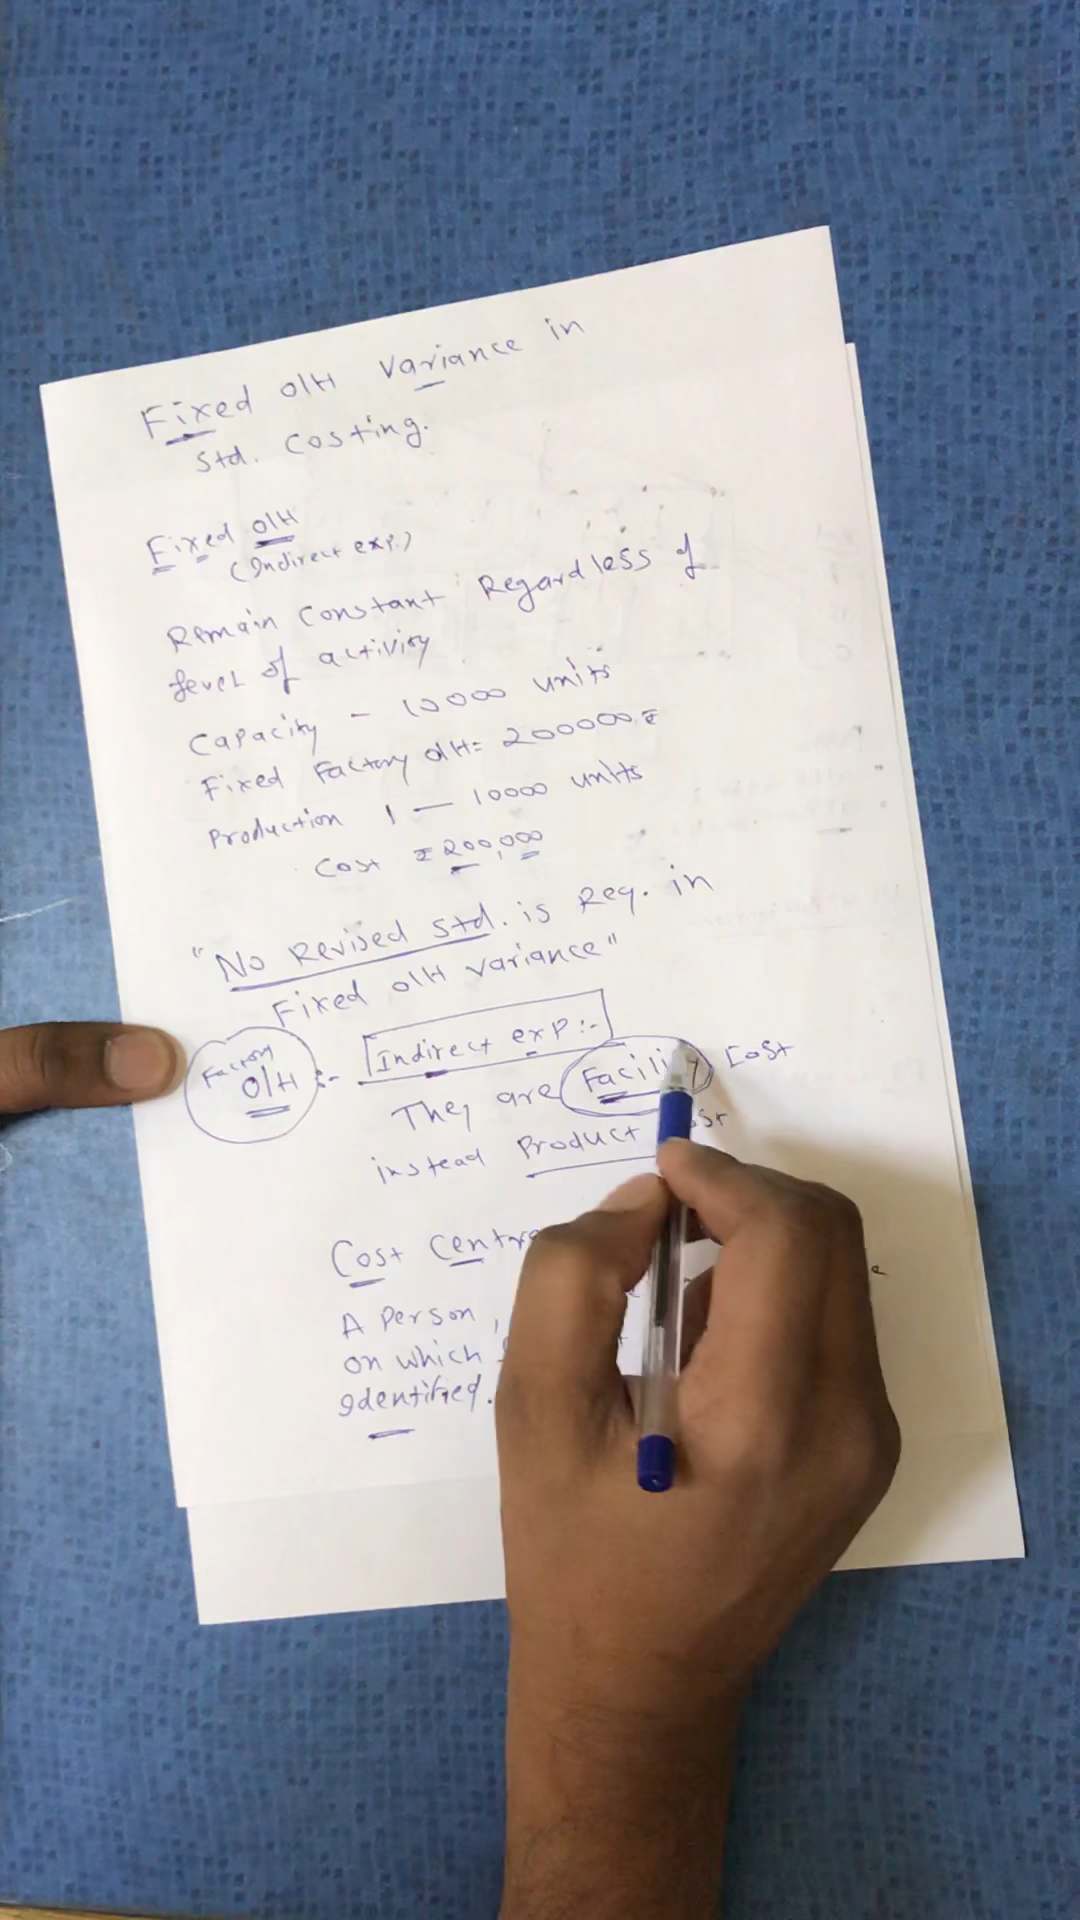 Fixed O/H Variance in
Std. Costing.
Fixed O/H
(Indirect exp.)
Remain Constant Regardless of
level of activity
Capacity - 10000 units
Fixed Factory O/H = 200000 ₹
Production 1 — 10000 units
Cost ₹ 200,000
"No Revised Std. is Req. in
Fixed O/H Variance"
Factory
O/H :- Indirect exp :-
They are Facility Cost
instead Product
Cost Centre
A Person,
on which
Identified.